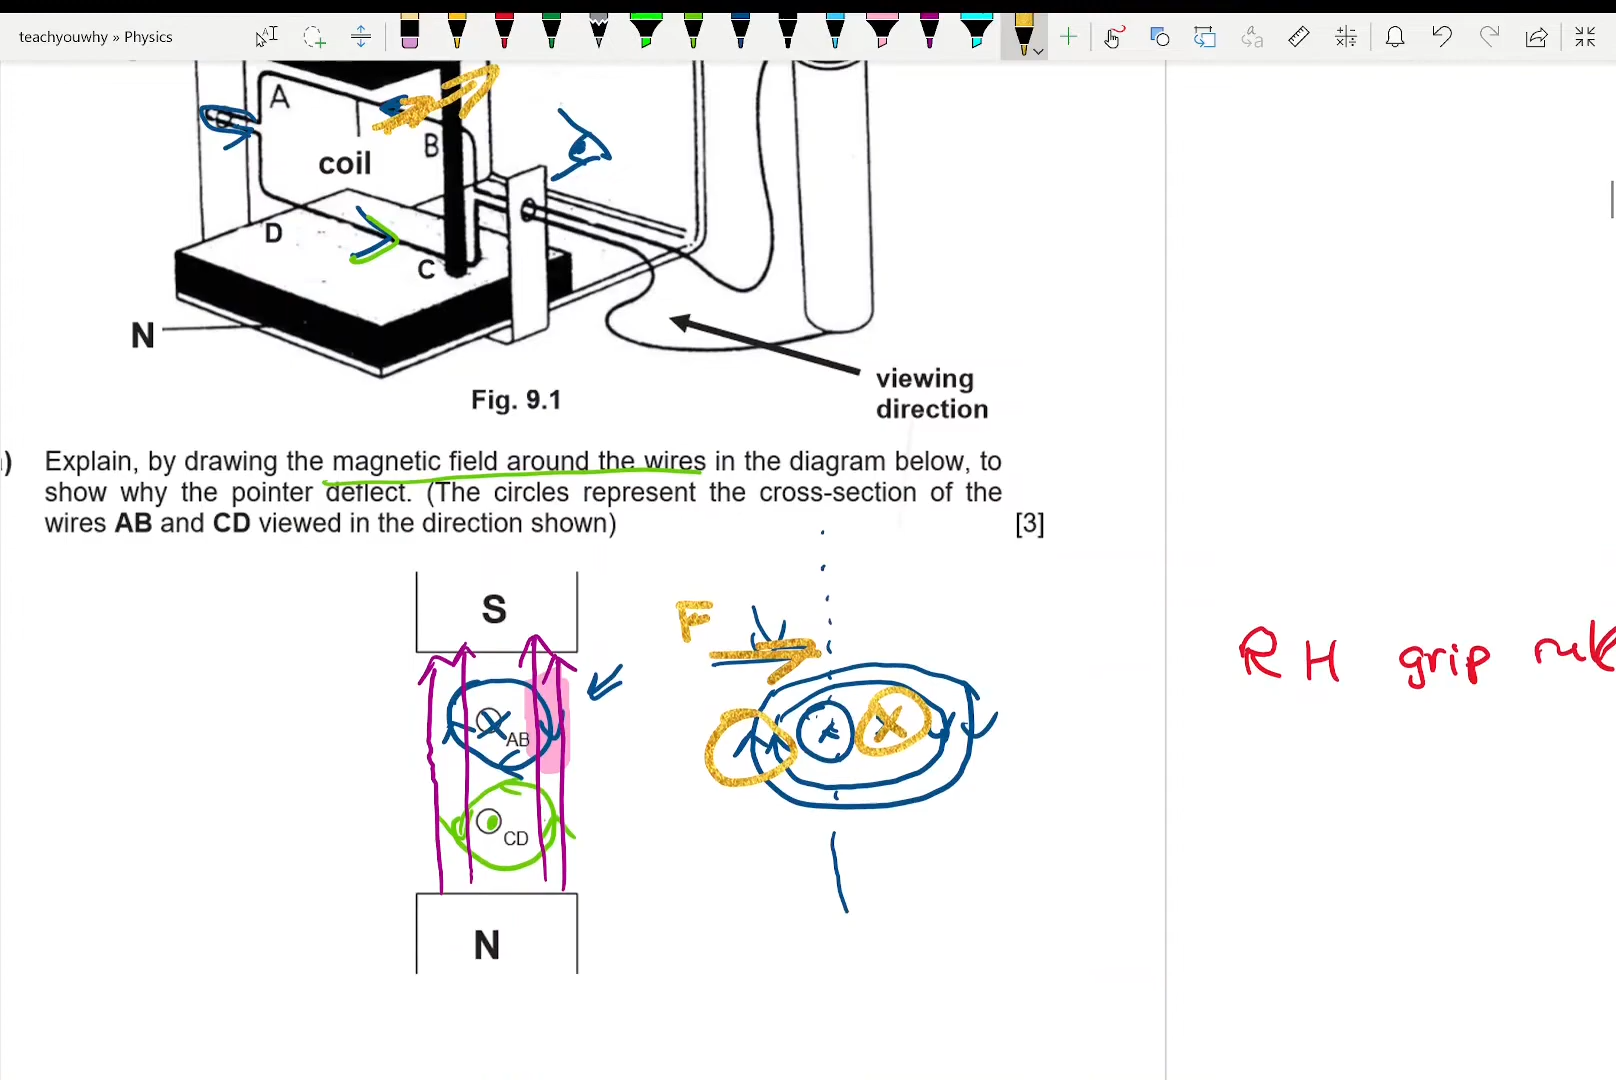 teachyouwhy » Physics
A
B
coil
D
C
N
viewing
direction
Fig. 9.1
) Explain, by drawing the magnetic field around the wires in the diagram below, to
show why the pointer deflect. (The circles represent the cross-section of the
wires AB and CD viewed in the direction shown) [3]
S
F
AB
CD
N
RH grip rule